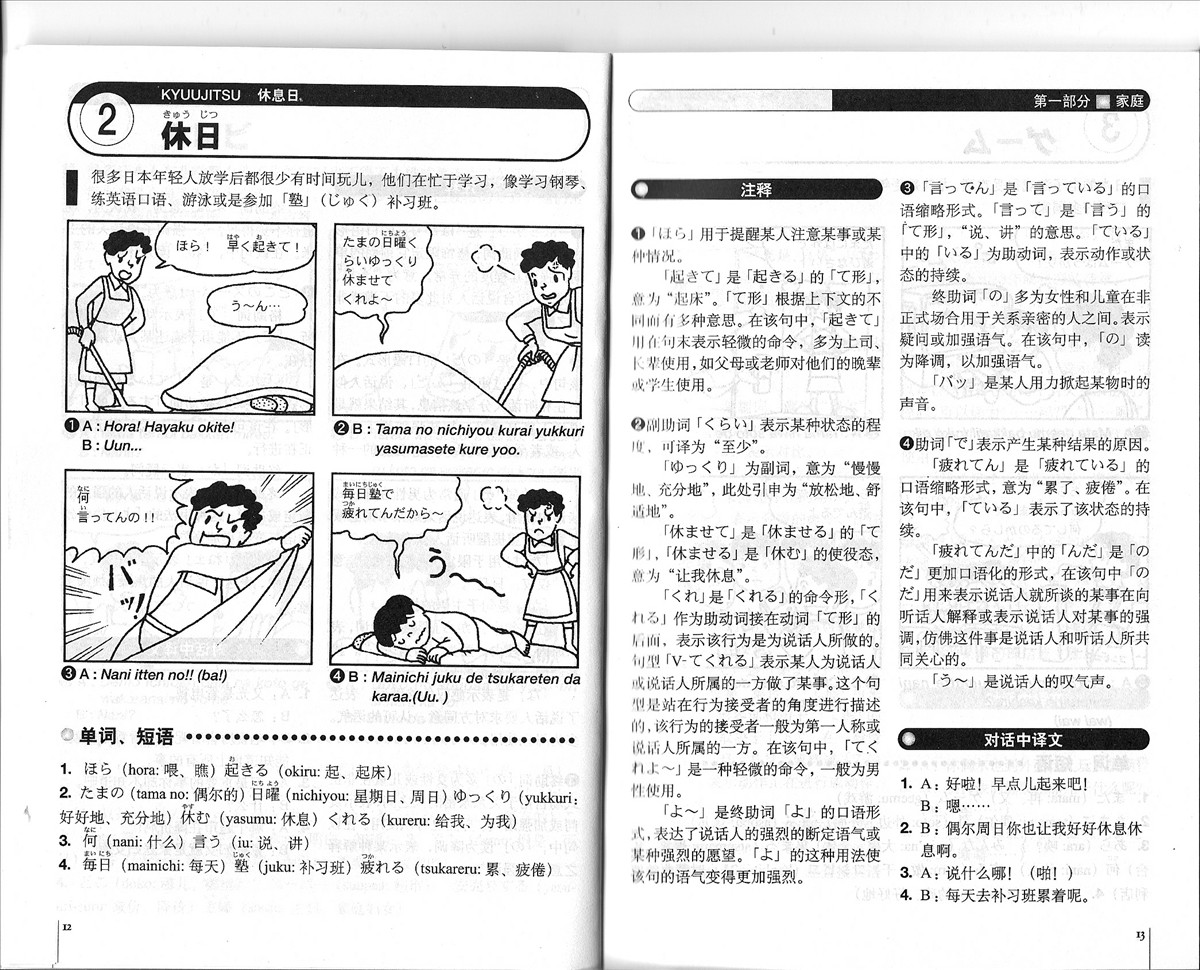 KYUUJITSU 休息日
2
きゅう じつ
休日
很多日本年轻人放学后都很少有时间玩儿，他们在忙于学习，像学习钢琴、
练英语口语、游泳或是参加「塾」（じゅく）补习班。
ほら！ 早く起きて！
はや お
う〜ん…
❶ A : Hora! Hayaku okite!
B : Uun...
にちよう
たまの日曜く
らいゆっくり
やす
休ませて
くれよ〜
❷ B : Tama no nichiyou kurai yukkuri
yasumasete kure yoo.
なに
何
い
言ってんの!!
バッ!!
❸ A : Nani itten no!! (ba!)
まいにちじゅく
毎日塾で
つか
疲れてんだから〜
う〜
❹ B : Mainichi juku de tsukareten da
karaa.(Uu. )
单词、短语
1. ほら（hora: 喂、瞧）起きる（okiru: 起、起床）
2. たまの（tama no: 偶尔的）日曜（nichiyou: 星期日、周日）ゆっくり（yukkuri:
好好地、充分地）休む（yasumu: 休息）くれる（kureru: 给我、为我）
3. 何（nani: 什么）言う（iu: 说、讲）
4. 毎日（mainichi: 每天）塾（juku: 补习班）疲れる（tsukareru: 累、疲倦）
12
第一部分 家庭
注释
❶「ほら」用于提醒某人注意某事或某
种情况。
「起きて」是「起きる」的「て形」，
意为“起床”。「て形」根据上下文的不
同而有多种意思。在该句中，「起きて」
用在句末表示轻微的命令，多为上司、
长辈使用，如父母或老师对他们的晚辈
或学生使用。
❷副助词「くらい」表示某种状态的程
度，可译为“至少”。
「ゆっくり」为副词，意为“慢慢
地、充分地”，此处引申为“放松地、舒
适地”。
「休ませて」是「休ませる」的「て
形」，「休ませる」是「休む」的使役态，
意为“让我休息”。
「くれ」是「くれる」的命令形，「く
れる」作为助动词接在动词「て形」的
后面，表示该行为是为说话人所做的。
句型「V-てくれる」表示某人为说话人
或说话人所属的一方做了某事。这个句
型是站在行为接受者的角度进行描述
的，该行为的接受者一般为第一人称或
说话人所属的一方。在该句中，「てく
れよ〜」是一种轻微的命令，一般为男
性使用。
「よ〜」是终助词「よ」的口语形
式，表达了说话人的强烈的断定语气或
某种强烈的愿望。「よ」的这种用法使
该句的语气变得更加强烈。
❸「言ってん」是「言っている」的口
语缩略形式。「言って」是「言う」的
「て形」，“说、讲”的意思。「ている」
中的「いる」为助动词，表示动作或状
态的持续。
终助词「の」多为女性和儿童在非
正式场合用于关系亲密的人之间。表示
疑问或加强语气。在该句中，「の」读
为降调，以加强语气。
「バッ」是某人用力掀起某物时的
声音。
❹助词「で」表示产生某种结果的原因。
「疲れてん」是「疲れている」的
口语缩略形式，意为“累了、疲倦”。在
该句中，「ている」表示了该状态的持
续。
「疲れてんだ」中的「んだ」是「の
だ」更加口语化的形式，在该句中「の
だ」用来表示说话人就所谈的某事在向
听话人解释或表示说话人对某事的强
调，仿佛这件事是说话人和听话人所共
同关心的。
「う〜」是说话人的叹气声。
对话中译文
1. A：好啦！早点儿起来吧！
B：嗯……
2. B：偶尔周日你也让我好好休息休
息啊。
3. A：说什么哪！（啪！）
4. B：每天去补习班累着呢。
13